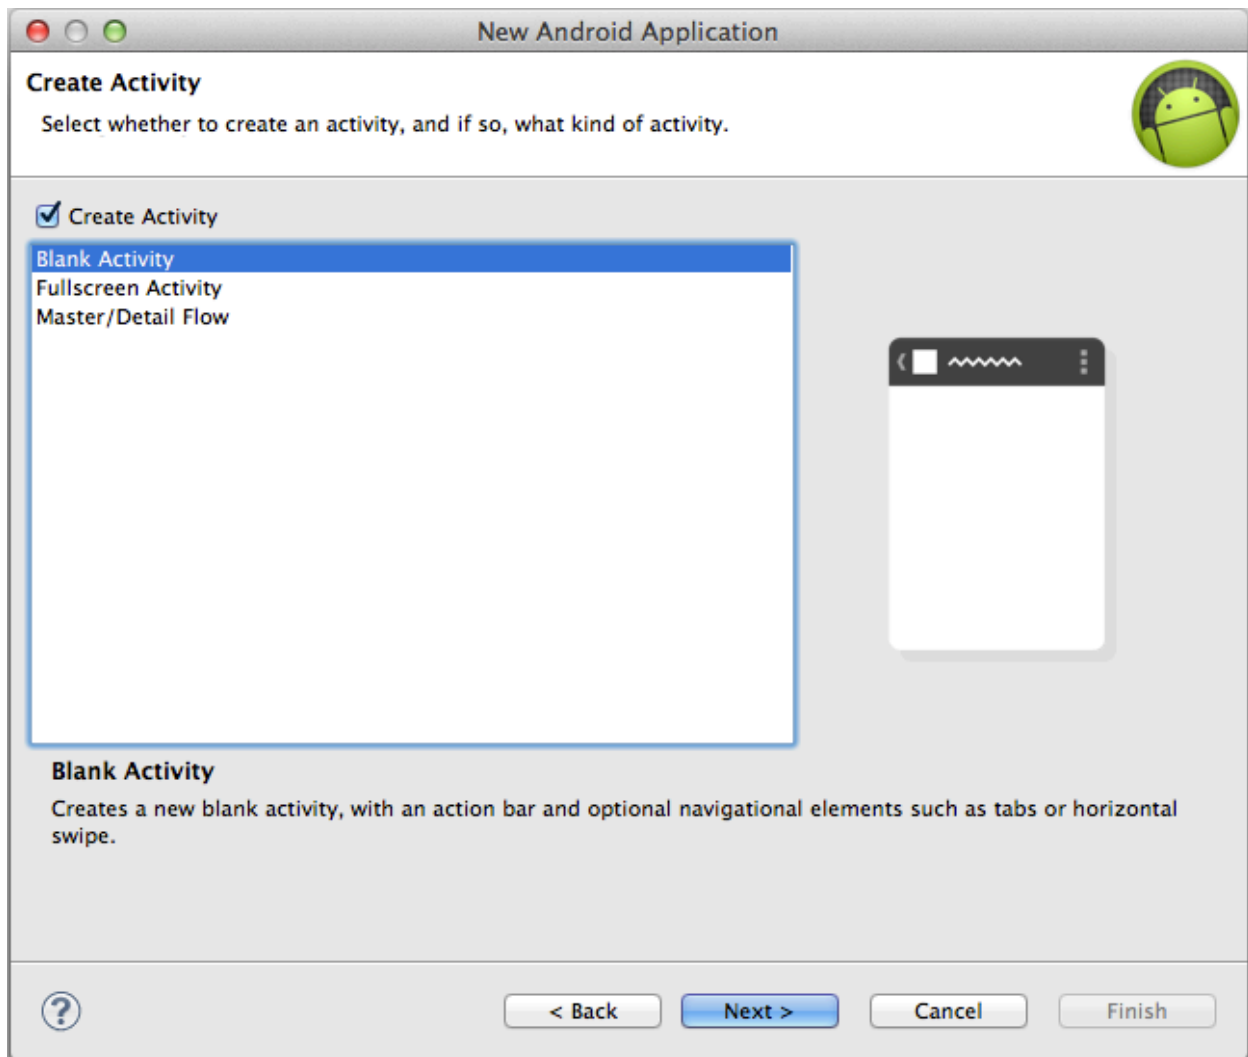 New Android Application
Create Activity
Select whether to create an activity, and if so, what kind of activity.
Create Activity
Blank Activity
Fullscreen Activity
Master/Detail Flow
Blank Activity
Creates a new blank activity, with an action bar and optional navigational elements such as tabs or horizontal
swipe.
?
< Back Next > Cancel Finish